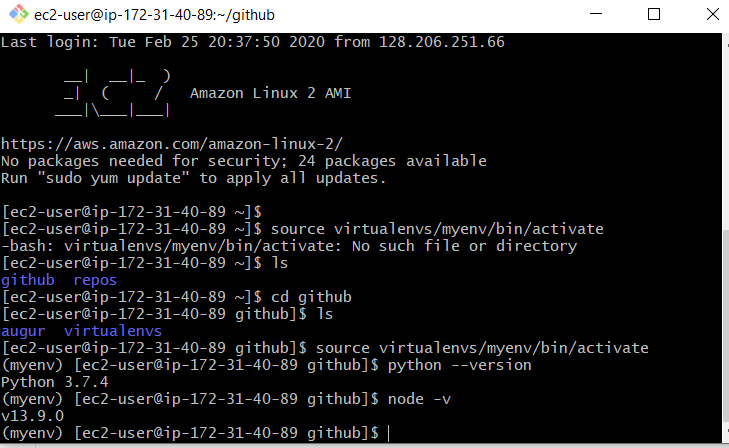 ec2-user@ip-172-31-40-89:~/github
Last login: Tue Feb 25 20:37:50 2020 from 128.206.251.66
       __|  __|_  )
       _|  (     /   Amazon Linux 2 AMI
      ___|\___|___|
https://aws.amazon.com/amazon-linux-2/
No packages needed for security; 24 packages available
Run "sudo yum update" to apply all updates.
[ec2-user@ip-172-31-40-89 ~]$
[ec2-user@ip-172-31-40-89 ~]$ source virtualenvs/myenv/bin/activate
-bash: virtualenvs/myenv/bin/activate: No such file or directory
[ec2-user@ip-172-31-40-89 ~]$ ls
github  repos
[ec2-user@ip-172-31-40-89 ~]$ cd github
[ec2-user@ip-172-31-40-89 github]$ ls
augur  virtualenvs
[ec2-user@ip-172-31-40-89 github]$ source virtualenvs/myenv/bin/activate
(myenv) [ec2-user@ip-172-31-40-89 github]$ python --version
Python 3.7.4
(myenv) [ec2-user@ip-172-31-40-89 github]$ node -v
v13.9.0
(myenv) [ec2-user@ip-172-31-40-89 github]$